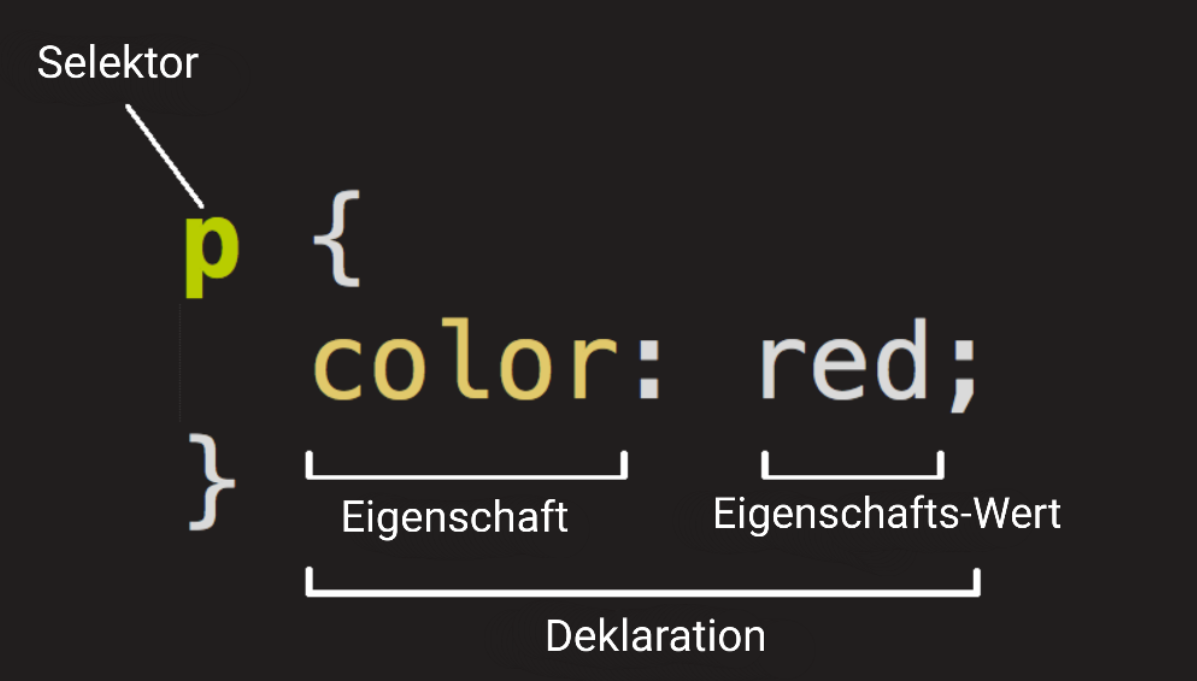 Selektor
p {
color: red;
}
Eigenschaft
Eigenschafts-Wert
Deklaration